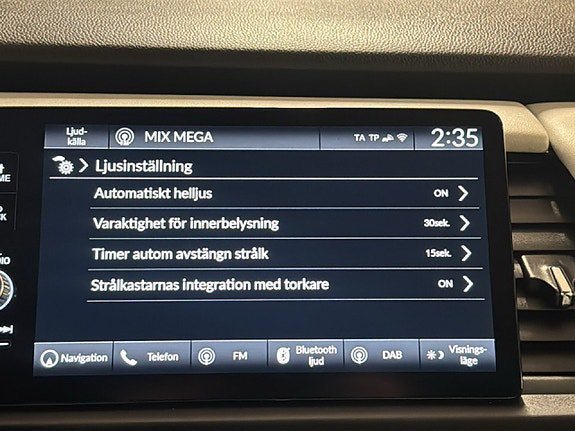 Ljud-
källa
MIX MEGA
TA TP
2:35
Ljusinställning
Automatiskt helljus ON
Varaktighet för innerbelysning 30sek.
Timer autom avstängn strålk 15sek.
Strålkastarnas integration med torkare ON
Navigation
Telefon
FM
Bluetooth
ljud
DAB
Visnings-
läge